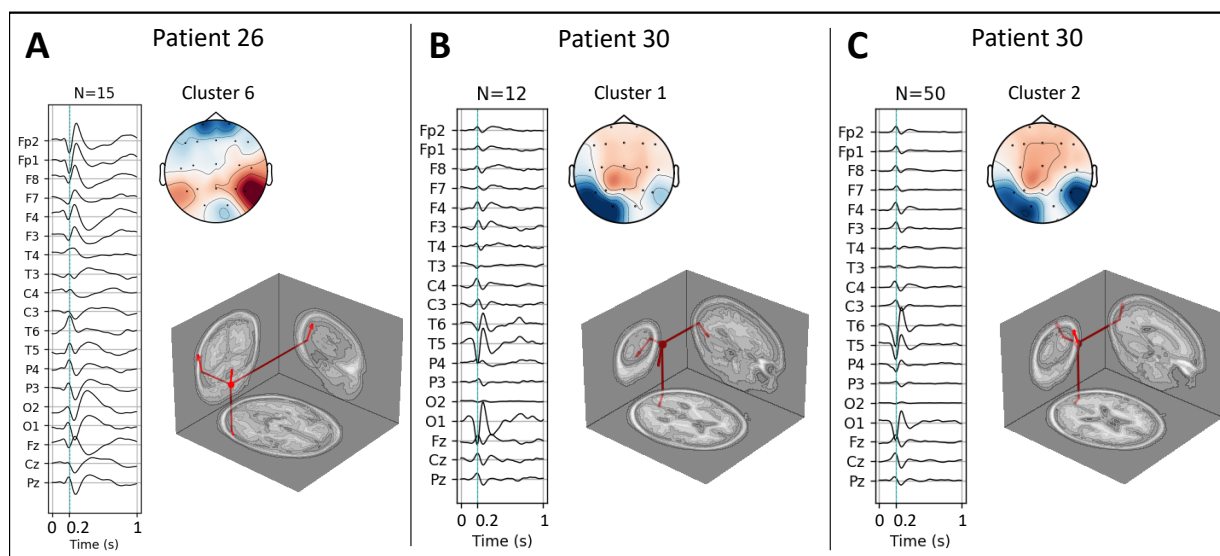 A
Patient 26
N=15
Cluster 6
Fp2
Fp1
F8
F7
F4
F3
T4
T3
C4
C3
T6
T5
P4
P3
O2
O1
Fz
Cz
Pz
0 0.2 1
Time (s)
B
Patient 30
N=12
Cluster 1
Fp2
Fp1
F8
F7
F4
F3
T4
T3
C4
C3
T6
T5
P4
P3
O2
O1
Fz
Cz
Pz
0 0.2 1
Time (s)
C
Patient 30
N=50
Cluster 2
Fp2
Fp1
F8
F7
F4
F3
T4
T3
C4
C3
T6
T5
P4
P3
O2
O1
Fz
Cz
Pz
0 0.2 1
Time (s)